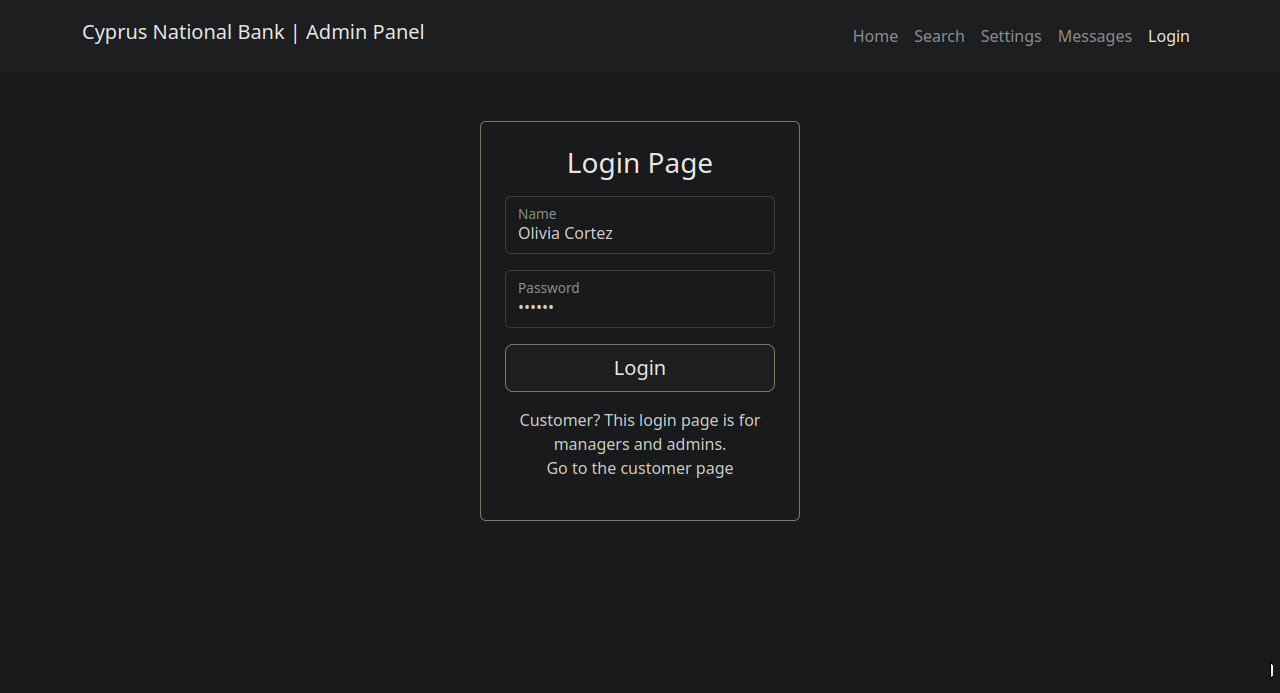 Cyprus National Bank | Admin Panel
Home Search Settings Messages Login
Login Page
Name
Olivia Cortez
Password
••••••
Login
Customer? This login page is for
managers and admins.
Go to the customer page